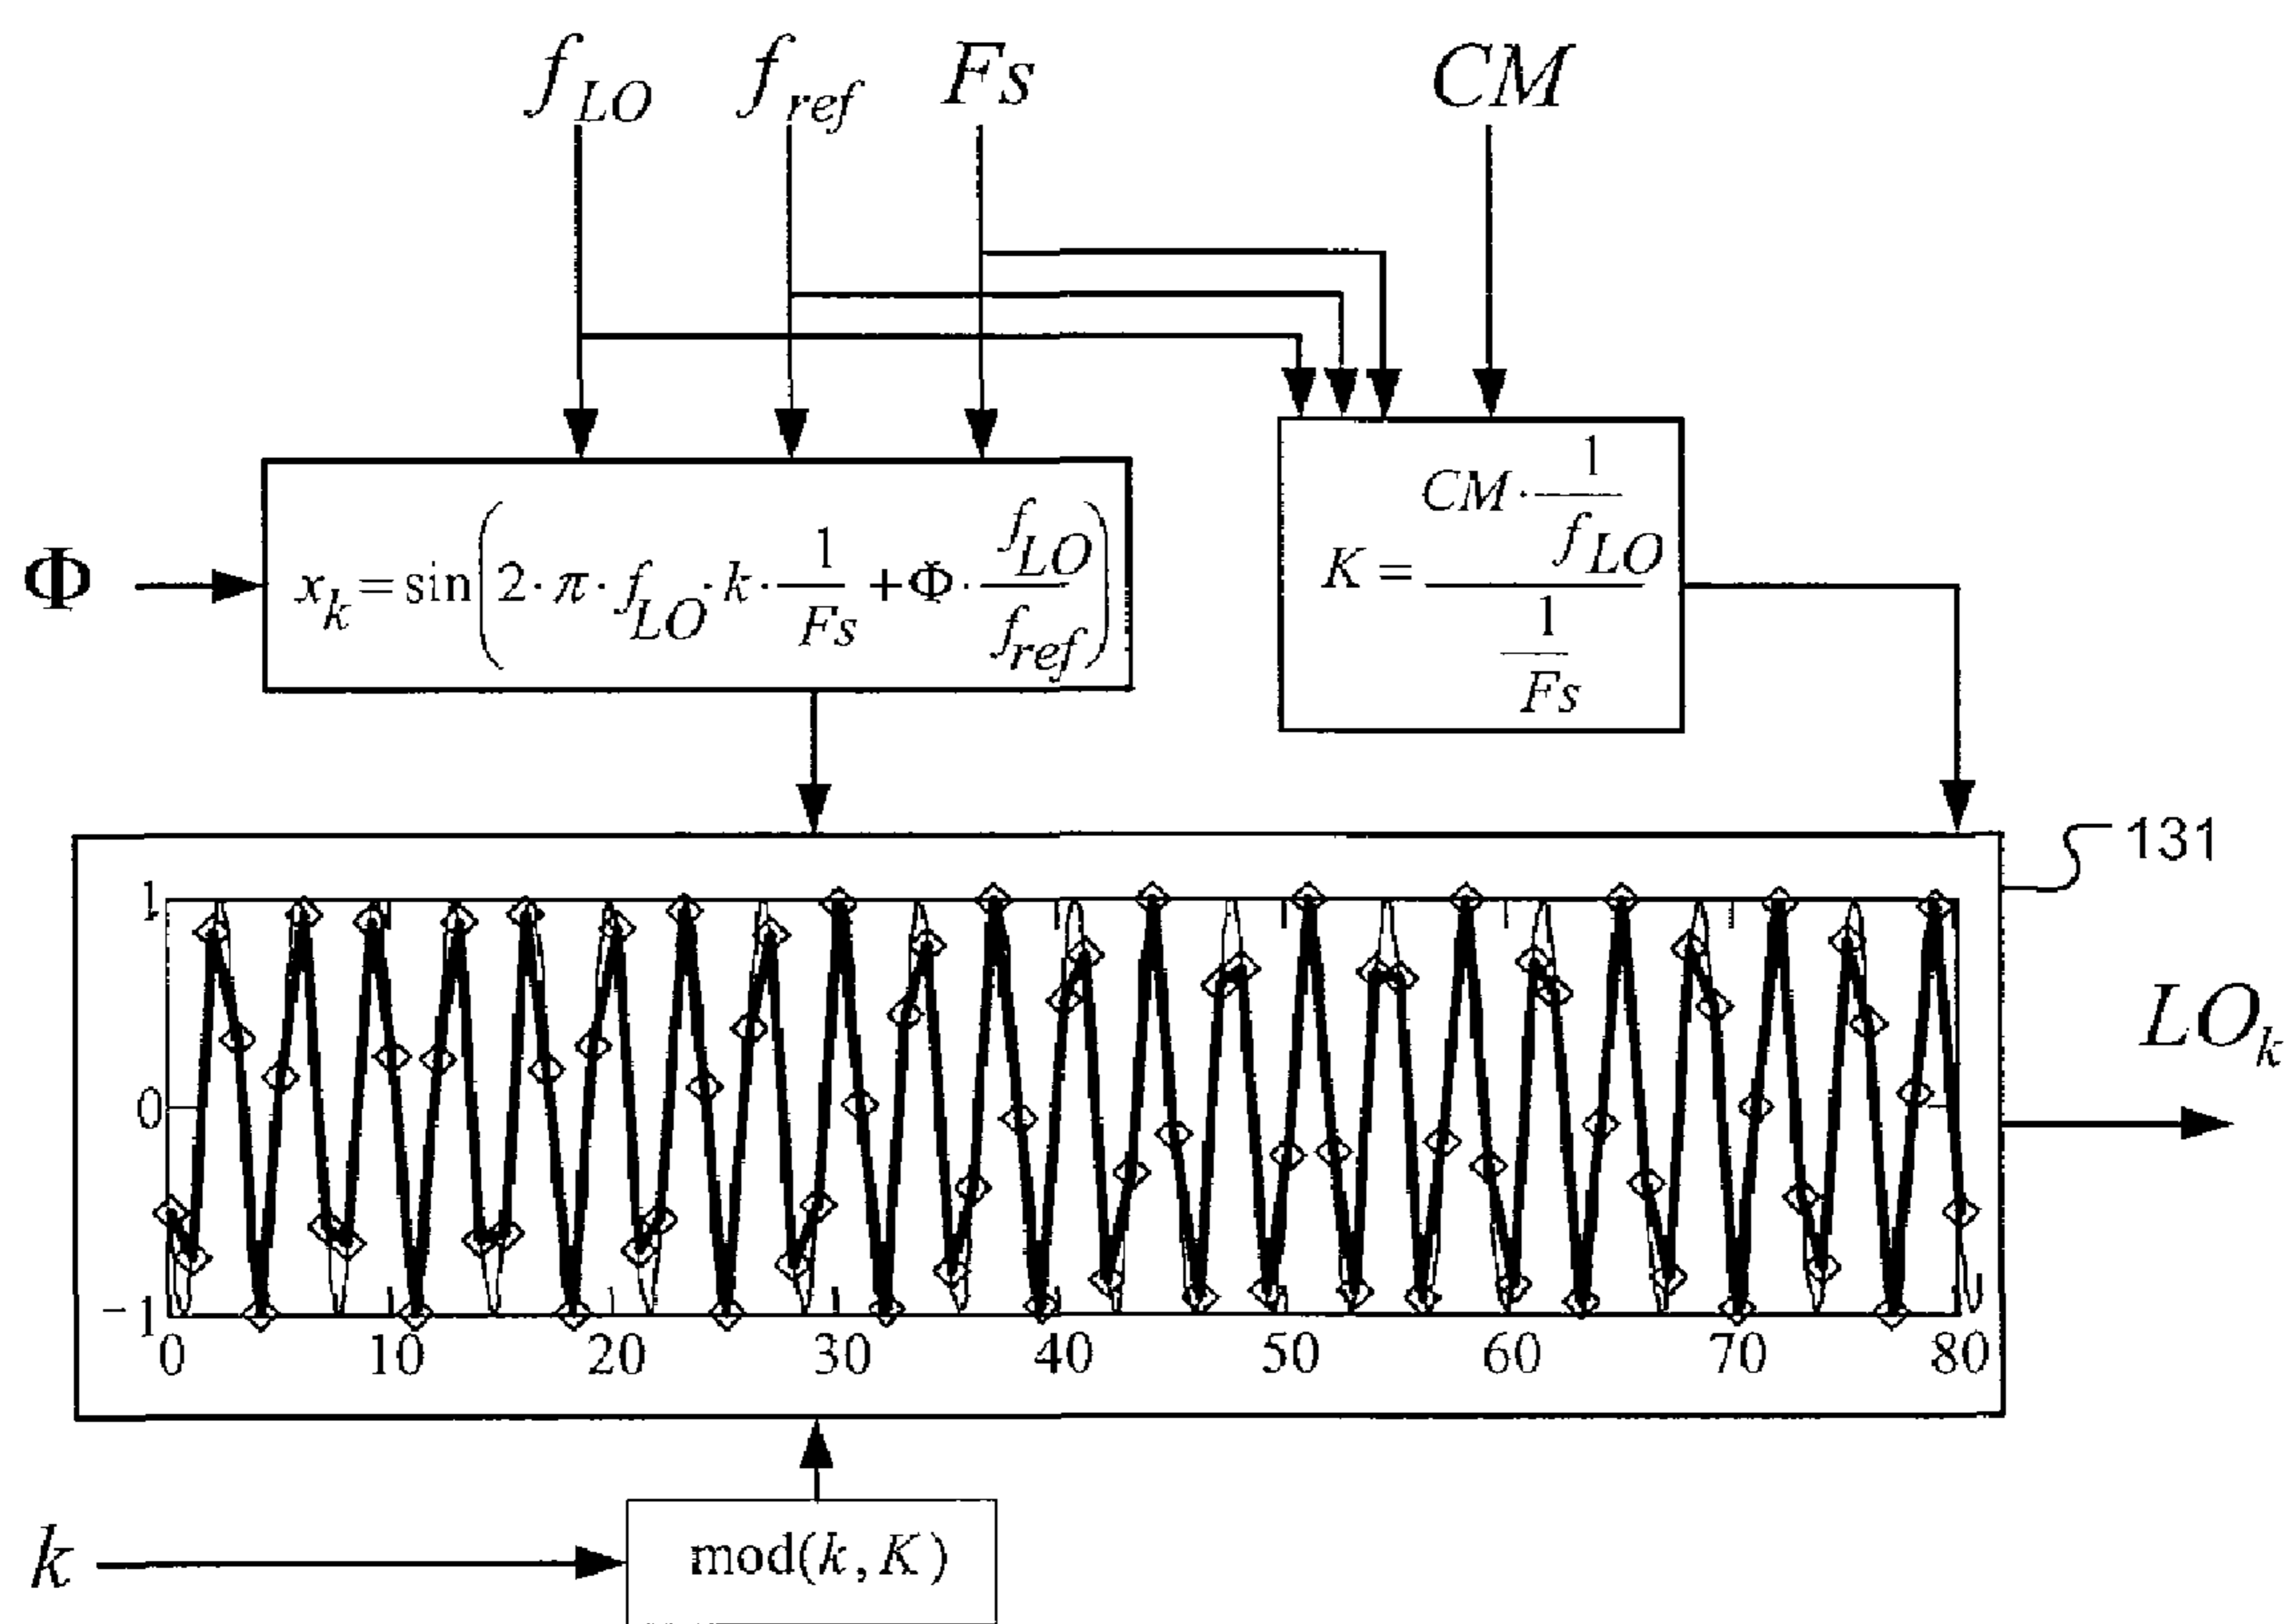 f_LO f_ref Fs CM
Φ
x_k = sin(2 · π · f_LO · k · 1/Fs + Φ · f_LO/f_ref)
K = (CM · 1/f_LO)/(1/Fs)
131
1
0
−1
0 10 20 30 40 50 60 70 80
LO_k
k
mod(k, K)